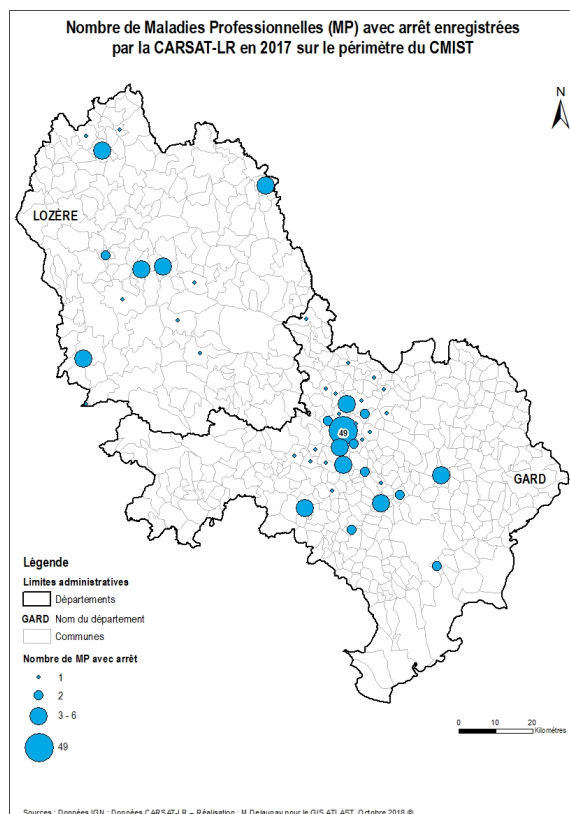 Nombre de Maladies Professionnelles (MP) avec arrêt enregistrées
par la CARSAT-LR en 2017 sur le périmètre du CMIST
N
LOZÈRE
49
GARD
Légende
Limites administratives
Départements
GARD Nom du département
Communes
Nombre de MP avec arrêt
1
2
3 - 6
49
0 10 20
Kilomètres
Sources : Données IGN ; Données CARSAT-LR – Réalisation : M.Delaunay pour le GIS ATLAST, Octobre 2018 ©